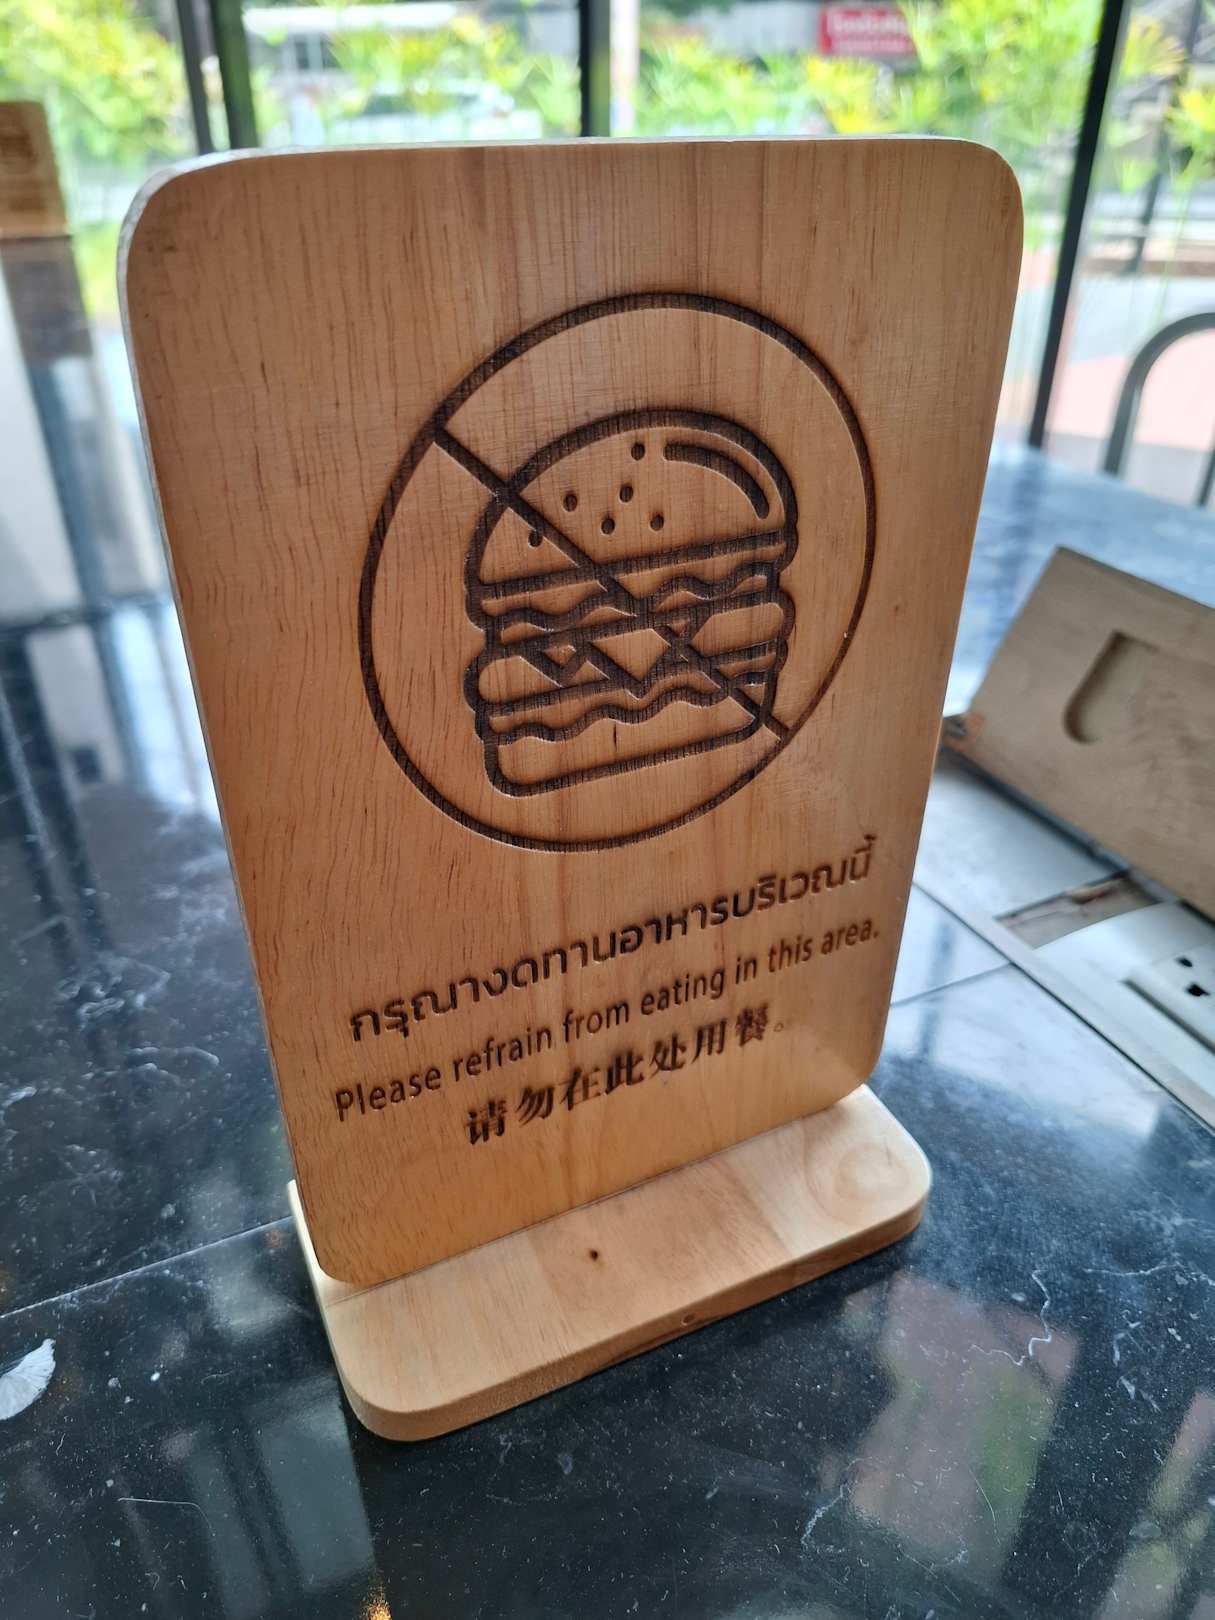 กรุณางดทานอาหารบริเวณนี้
Please refrain from eating in this area.
请勿在此处用餐。